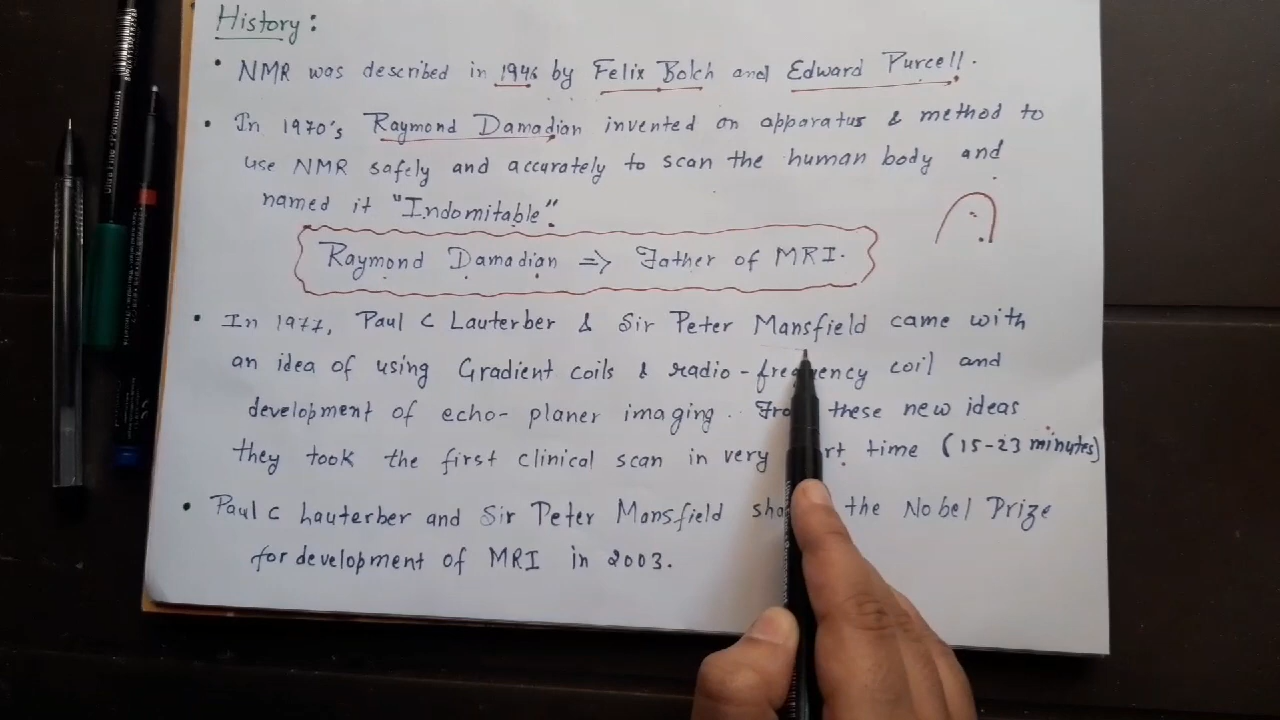 History:
• NMR was described in 1946 by Felix Bolch and Edward Purcell.
• In 1970's Raymond Damadian invented an apparatus & method to
use NMR safely and accurately to scan the human body and
named it "Indomitable".
Raymond Damadian => Father of MRI.
• In 1977, Paul C Lauterber & Sir Peter Mansfield came with
an idea of using Gradient coils & radio-frequency coil and
development of echo-planer imaging. these new ideas
they took the first clinical scan in very time (15-23 minutes)
• Paul C Lauterber and Sir Peter Mansfield the Nobel Prize
for development of MRI in 2003.